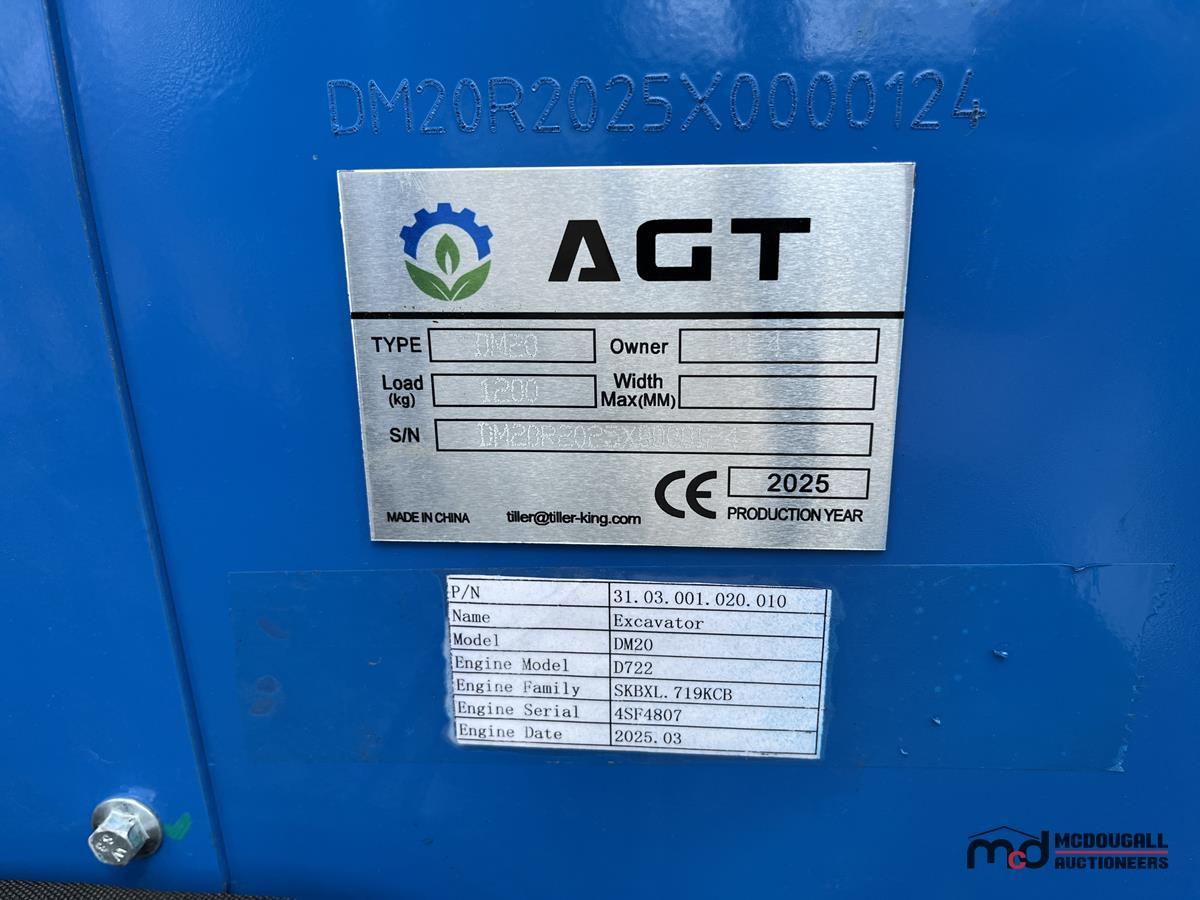 DM20R2025X0000124
AGT
TYPE DM20 Owner
Load (kg) 1200 Width Max(MM)
S/N
CE 2025
MADE IN CHINA tiller@tiller-king.com PRODUCTION YEAR
P/N 31.03.001.020.010
Name Excavator
Model DM20
Engine Model D722
Engine Family SKBXL.719KCB
Engine Serial 4SF4807
Engine Date 2025.03
mcd MCDOUGALL AUCTIONEERS